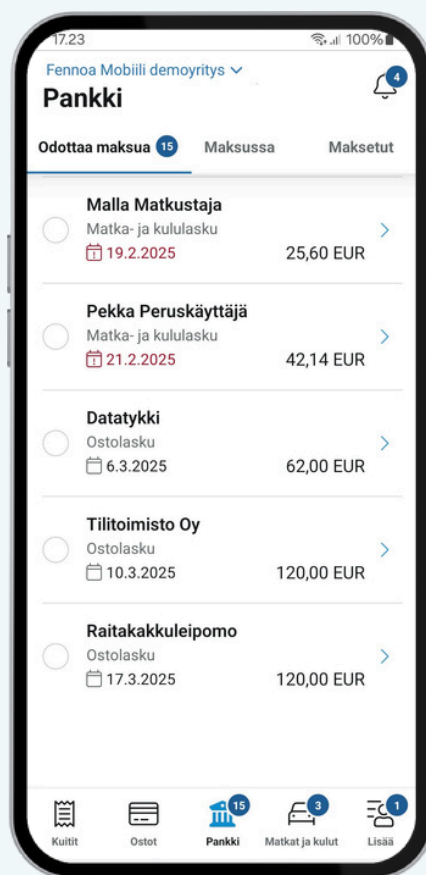 17.23 100%
Fennoa Mobiili demoyritys
4
Pankki
Odottaa maksua 15 Maksussa Maksetut
Malla Matkustaja
Matka- ja kululasku
19.2.2025 25,60 EUR
Pekka Peruskäyttäjä
Matka- ja kululasku
21.2.2025 42,14 EUR
Datatykki
Ostolasku
6.3.2025 62,00 EUR
Tilitoimisto Oy
Ostolasku
10.3.2025 120,00 EUR
Raitakakkuleipomo
Ostolasku
17.3.2025 120,00 EUR
15 3 1
Kuitit Ostot Pankki Matkat ja kulut Lisää